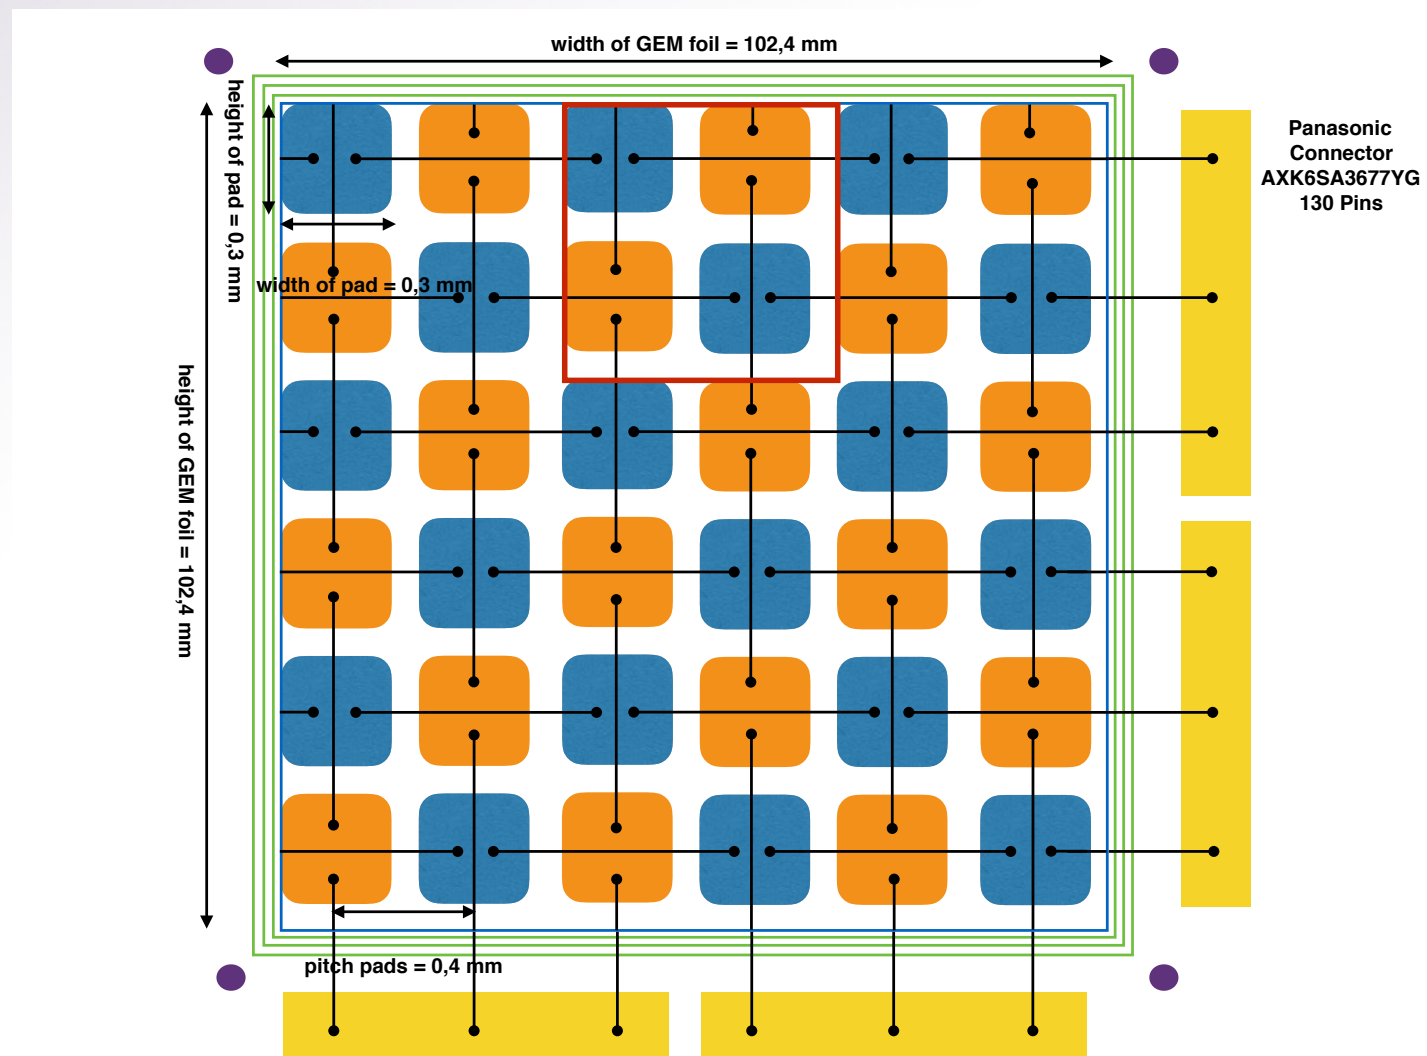 width of GEM foil = 102,4 mm
height of pad = 0,3 mm
Panasonic
Connector
AXK6SA3677YG
130 Pins
width of pad = 0,3 mm
height of GEM foil = 102,4 mm
pitch pads = 0,4 mm